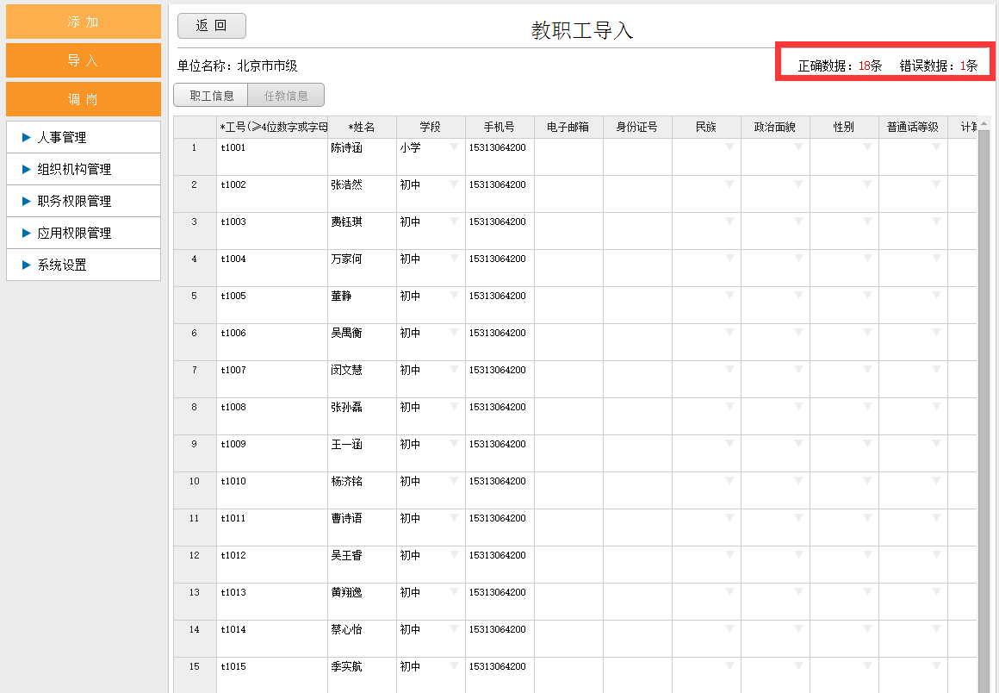 添 加
导 入
调 岗
人事管理
组织机构管理
职务权限管理
应用权限管理
系统设置
返 回
教职工导入
单位名称：北京市市级
正确数据：18条 错误数据：1条
职工信息 任教信息
*工号(≥4位数字或字母 *姓名 学段 手机号 电子邮箱 身份证号 民族 政治面貌 性别 普通话等级 计算
1 t1001 陈诗涵 小学 15313064200
2 t1002 张浩然 初中 15313064200
3 t1003 费钰琪 初中 15313064200
4 t1004 万家何 初中 15313064200
5 t1005 董静 初中 15313064200
6 t1006 吴禺衡 初中 15313064200
7 t1007 闵文慧 初中 15313064200
8 t1008 张孙磊 初中 15313064200
9 t1009 王一涵 初中 15313064200
10 t1010 杨济铭 初中 15313064200
11 t1011 曹诗语 初中 15313064200
12 t1012 吴王睿 初中 15313064200
13 t1013 黄翔逸 初中 15313064200
14 t1014 蔡心怡 初中 15313064200
15 t1015 季实航 初中 15313064200